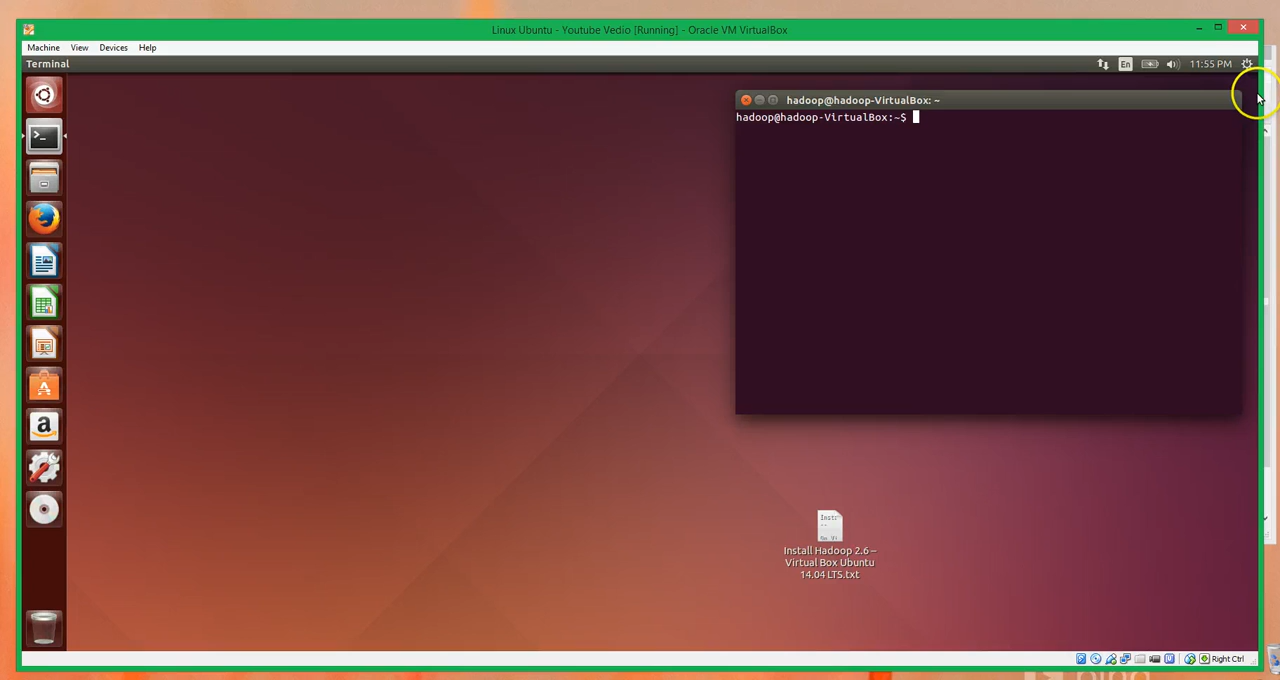 Linux Ubuntu - Youtube Vedio [Running] - Oracle VM VirtualBox
Machine View Devices Help
Terminal
En
11:55 PM
hadoop@hadoop-VirtualBox: ~
hadoop@hadoop-VirtualBox:~$
Instr
Install Hadoop 2.6 –
Virtual Box Ubuntu
14.04 LTS.txt
Right Ctrl